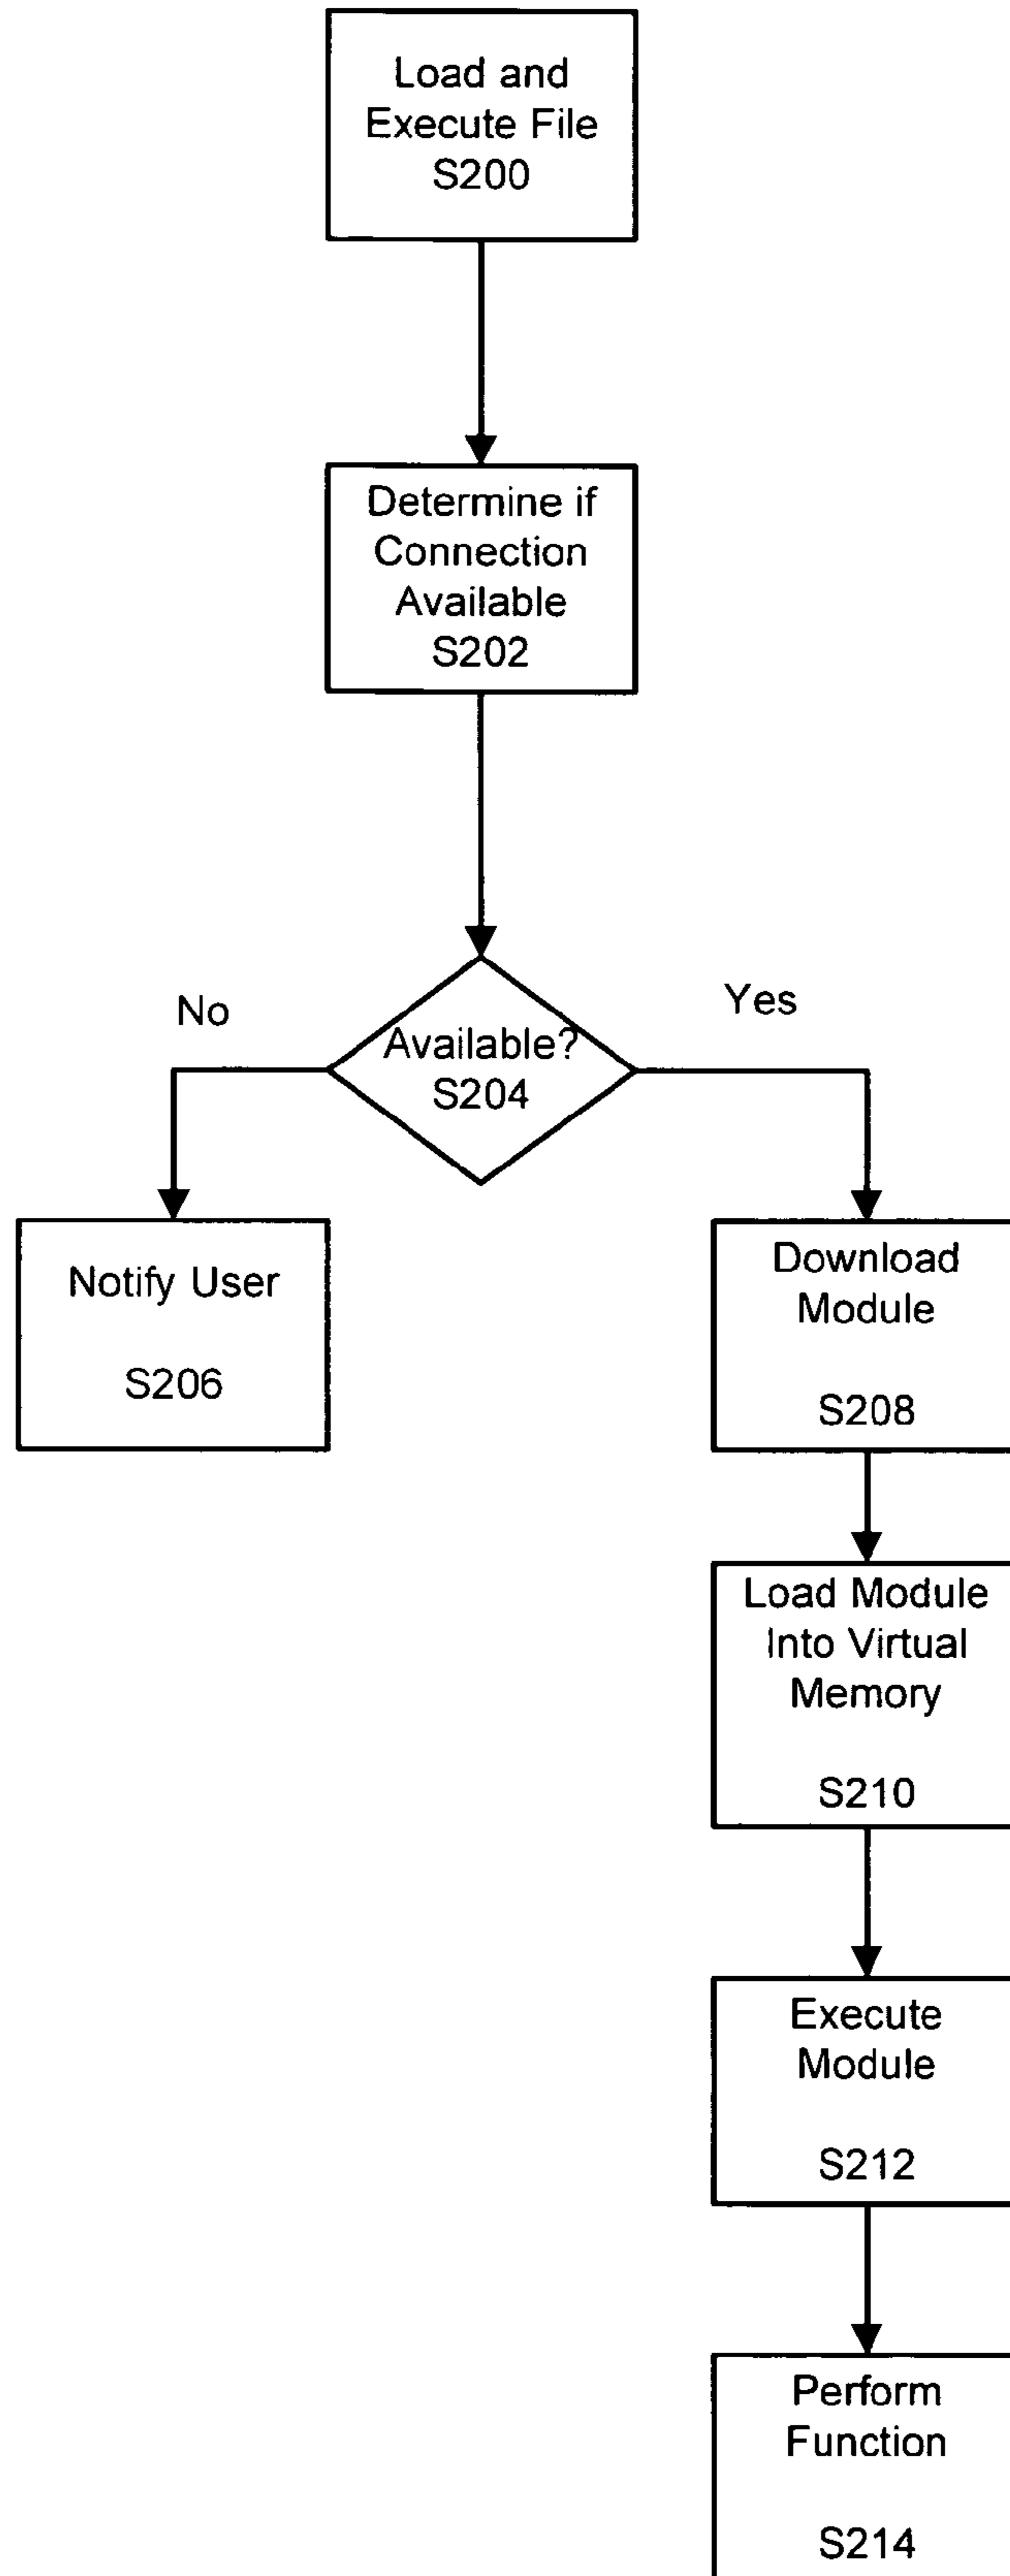 Load and
Execute File
S200
Determine if
Connection
Available
S202
No
Yes
Available?
S204
Notify User
S206
Download
Module
S208
Load Module
Into Virtual
Memory
S210
Execute
Module
S212
Perform
Function
S214